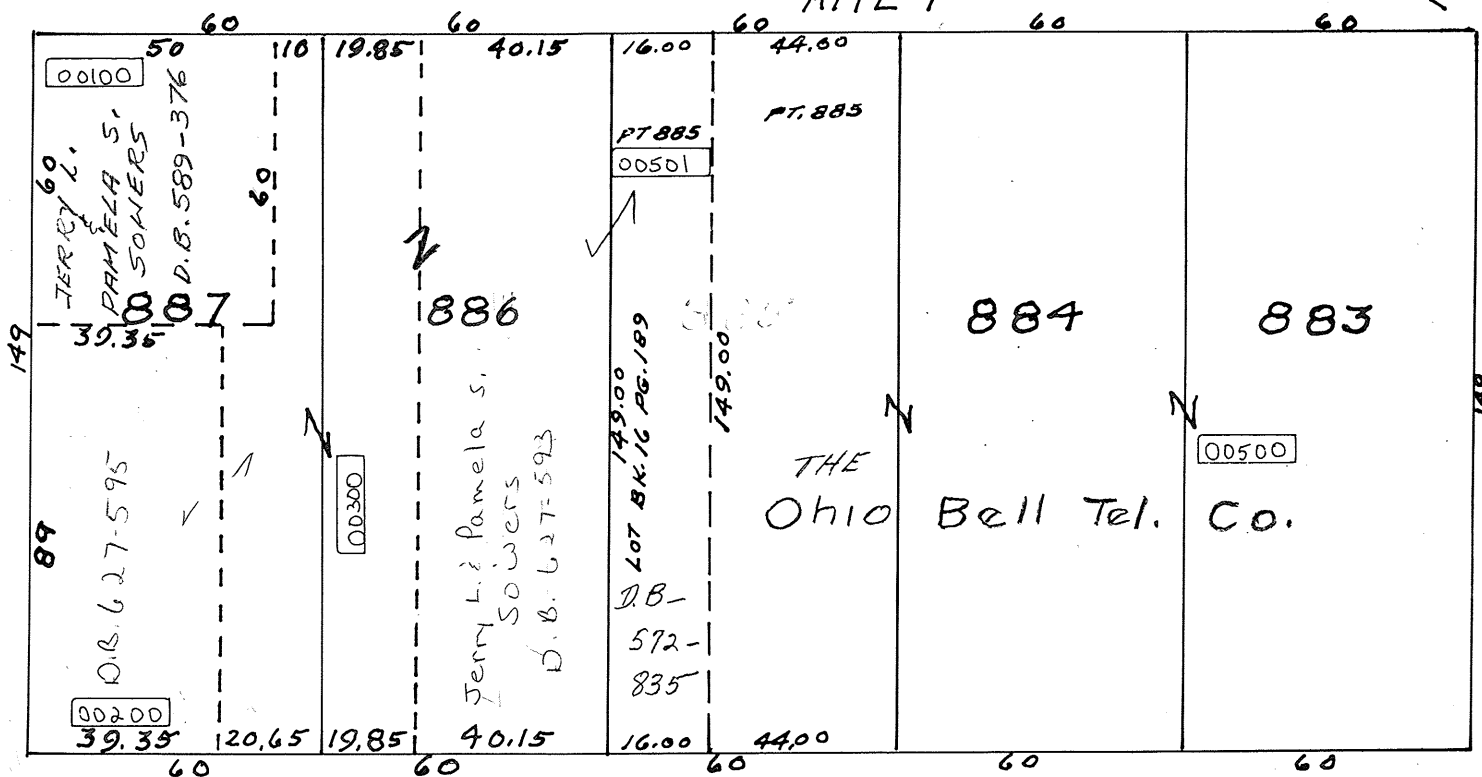 60 60 60 60 60
50 10 19.85 40.15 16.00 44.00
00100
JERRY L.
&
PAMELA S.
SOWERS
D.B. 589-376
60
60
PT 885
PT. 885
00501
887
886
884
883
39.35
149
149.00
149.00
LOT BK. 16 PG. 189
89
D.B. 627-595
00200
00300
Jerry L. & Pamela S.
Sowers
D.B. 627-593
D.B-
572-
835
THE
Ohio Bell Tel. Co.
00500
39.35 20.65 19.85 40.15 16.00 44.00
60 60 60 60 60